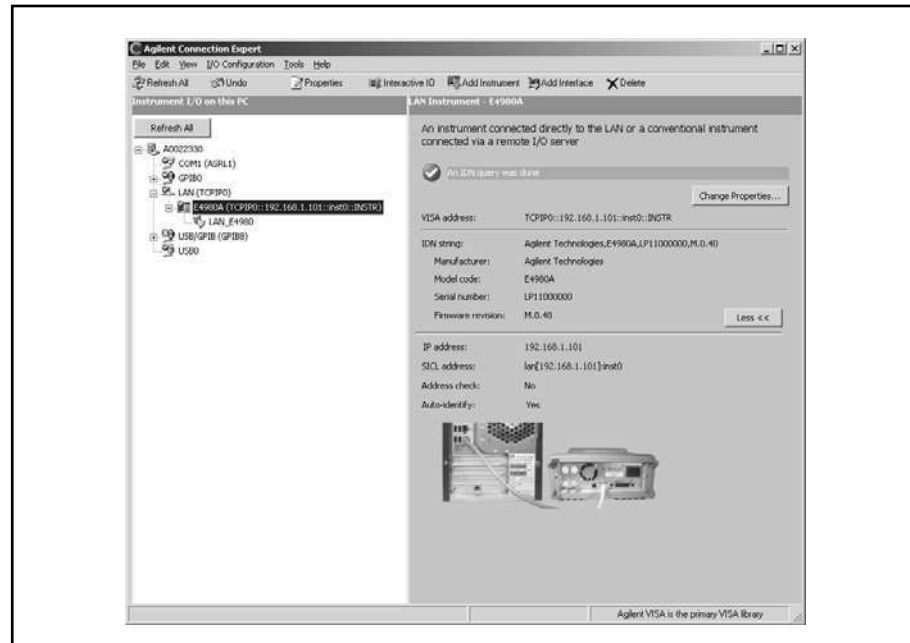 Agilent Connection Expert
File Edit View I/O Configuration Tools Help
Refresh All Undo Properties Interactive IO Add Instrument Add Interface Delete
Instrument I/O on this PC
Refresh All
A0022330
COM1 (ASRL1)
GPIB0
LAN (TCPIP0)
E4980A (TCPIP0::192.168.1.101::inst0::INSTR)
LAN_E4980
USB/GPIB (GPIB8)
USB0
LAN Instrument - E4980A
An instrument connected directly to the LAN or a conventional instrument
connected via a remote I/O server
An IDN query was done
Change Properties...
VISA address: TCPIP0::192.168.1.101::inst0::INSTR
IDN string: Agilent Technologies,E4980A,LP11000000,M.0.40
Manufacturer: Agilent Technologies
Model code: E4980A
Serial number: LP11000000
Firmware revision: M.0.40
Less <<
IP address: 192.168.1.101
SICL address: lan[192.168.1.101]:inst0
Address check: No
Auto-identify: Yes
Agilent VISA is the primary VISA library